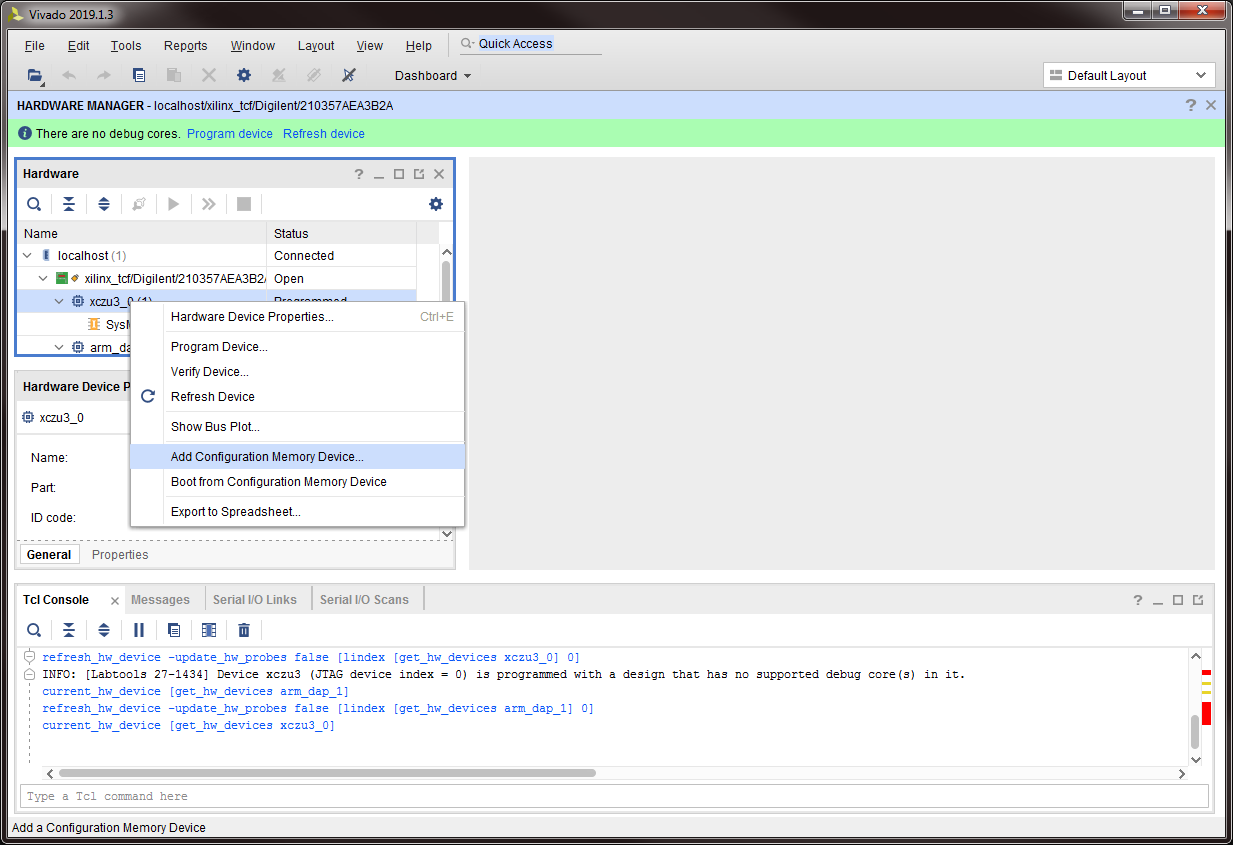 Vivado 2019.1.3
File Edit Tools Reports Window Layout View Help Quick Access
Dashboard Default Layout
HARDWARE MANAGER - localhost/xilinx_tcf/Digilent/210357AEA3B2A
There are no debug cores. Program device Refresh device
Hardware
Name Status
localhost (1) Connected
xilinx_tcf/Digilent/210357AEA3B2A Open
xczu3_0 (1) Programmed
SysM
arm_da
Hardware Device Properties... Ctrl+E
Program Device...
Verify Device...
Refresh Device
Show Bus Plot...
Add Configuration Memory Device...
Boot from Configuration Memory Device
Export to Spreadsheet...
Hardware Device P
xczu3_0
Name:
Part:
ID code:
General Properties
Tcl Console Messages Serial I/O Links Serial I/O Scans
refresh_hw_device -update_hw_probes false [lindex [get_hw_devices xczu3_0] 0]
INFO: [Labtools 27-1434] Device xczu3 (JTAG device index = 0) is programmed with a design that has no supported debug core(s) in it.
current_hw_device [get_hw_devices arm_dap_1]
refresh_hw_device -update_hw_probes false [lindex [get_hw_devices arm_dap_1] 0]
current_hw_device [get_hw_devices xczu3_0]
Type a Tcl command here
Add a Configuration Memory Device